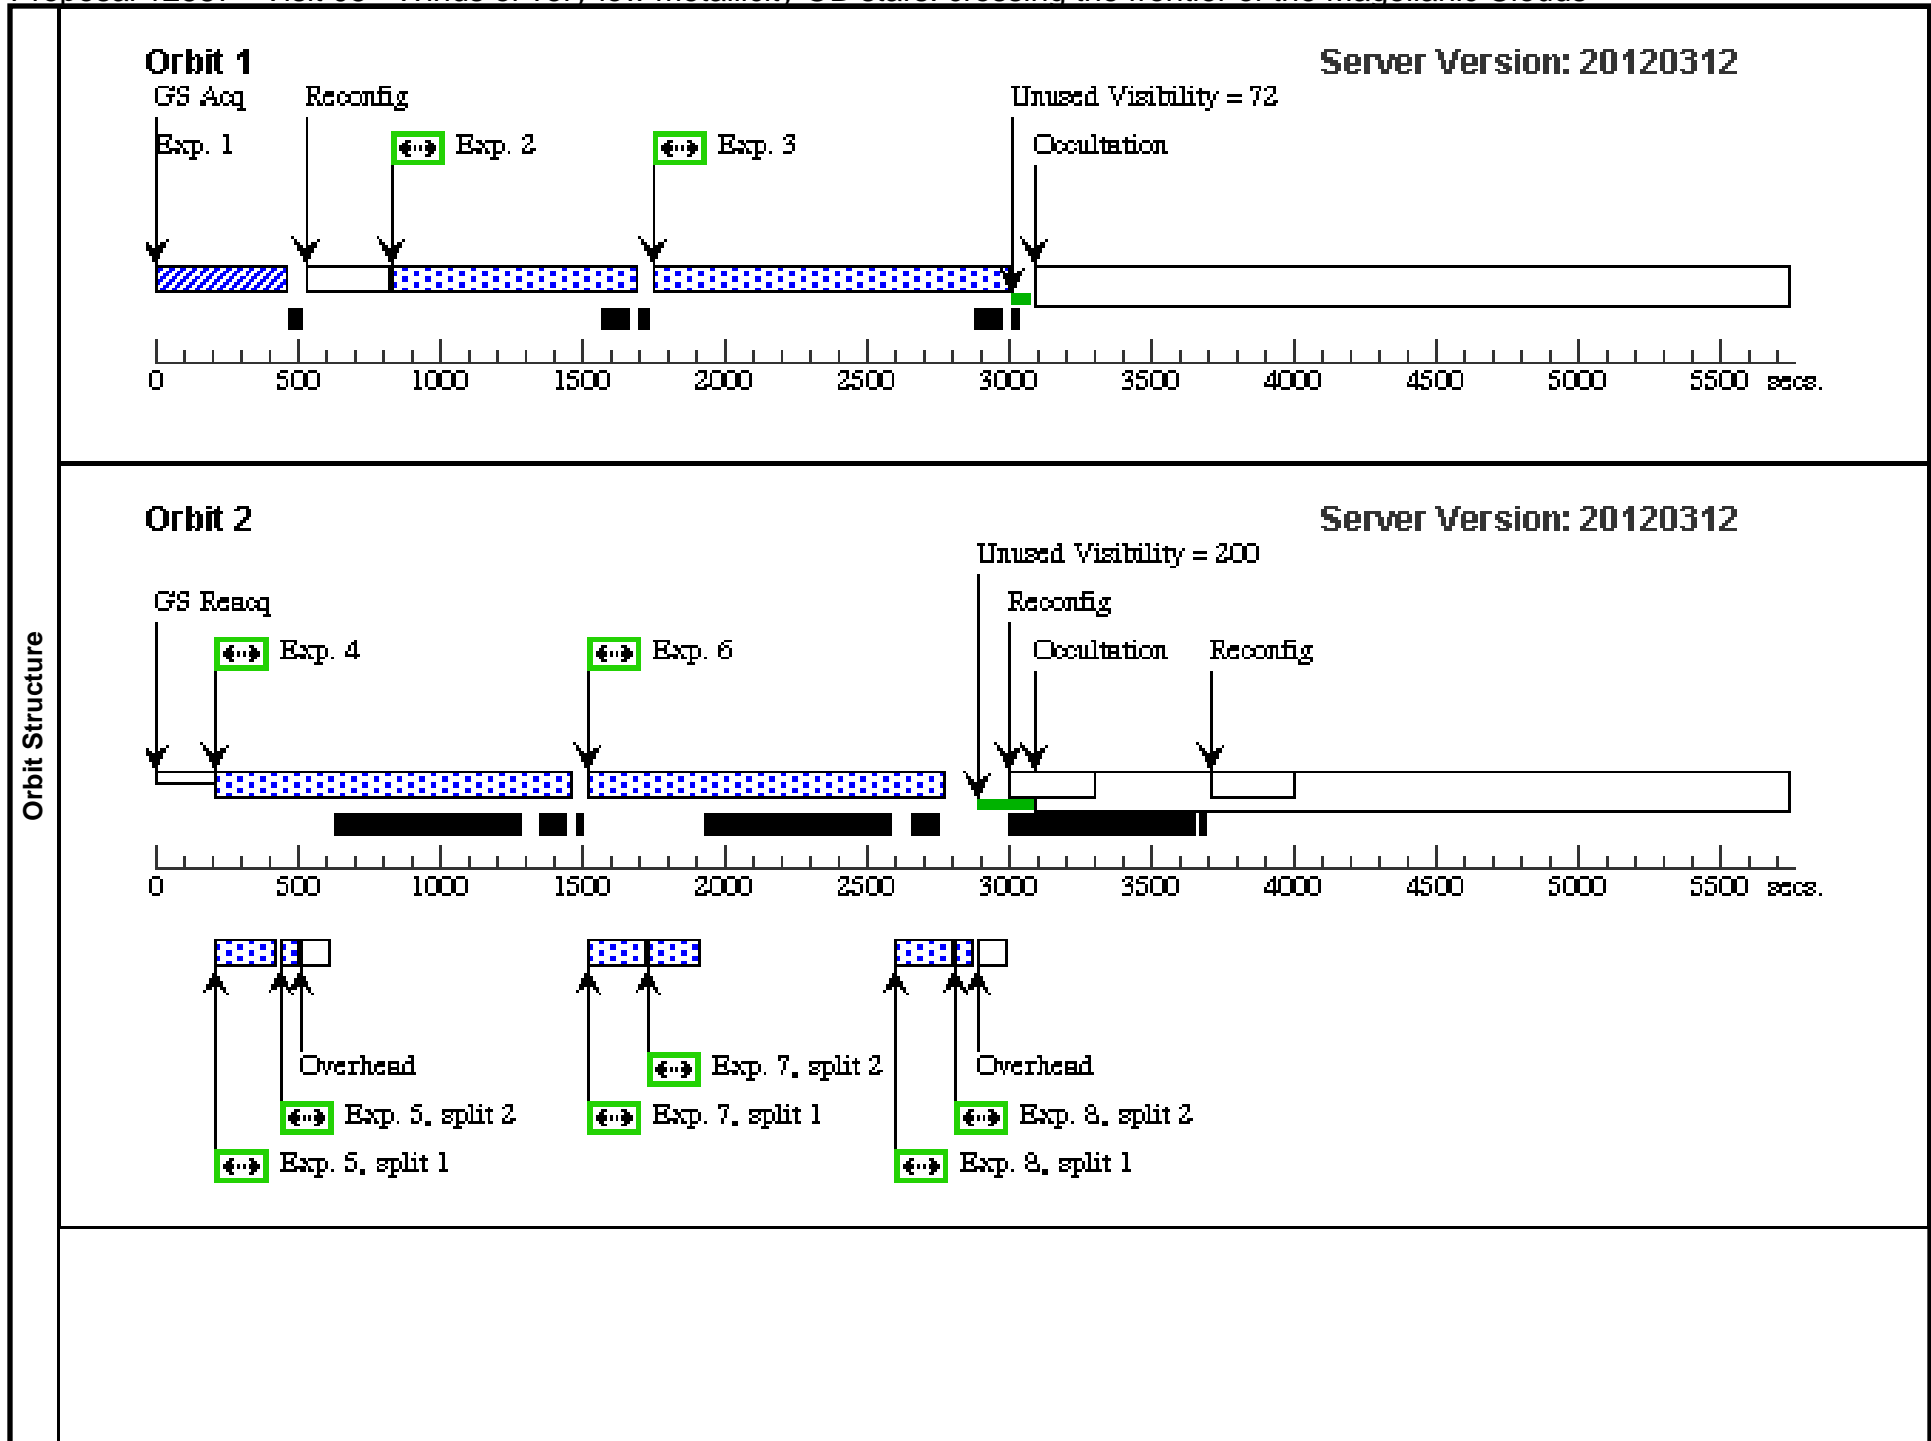 Orbit Structure
Orbit 1
Server Version: 20120312
GS Acq
Reconfig
Unused Visibility = 72
Exp. 1
Exp. 2
Exp. 3
Occultation
0 500 1000 1500 2000 2500 3000 3500 4000 4500 5000 5500 secs.
Orbit 2
Server Version: 20120312
Unused Visibility = 200
GS Reacq
Reconfig
Exp. 4
Exp. 6
Occultation
Reconfig
0 500 1000 1500 2000 2500 3000 3500 4000 4500 5000 5500 secs.
Overhead
Exp. 7, split 2
Overhead
Exp. 5, split 2
Exp. 7, split 1
Exp. 8, split 2
Exp. 5, split 1
Exp. 8, split 1